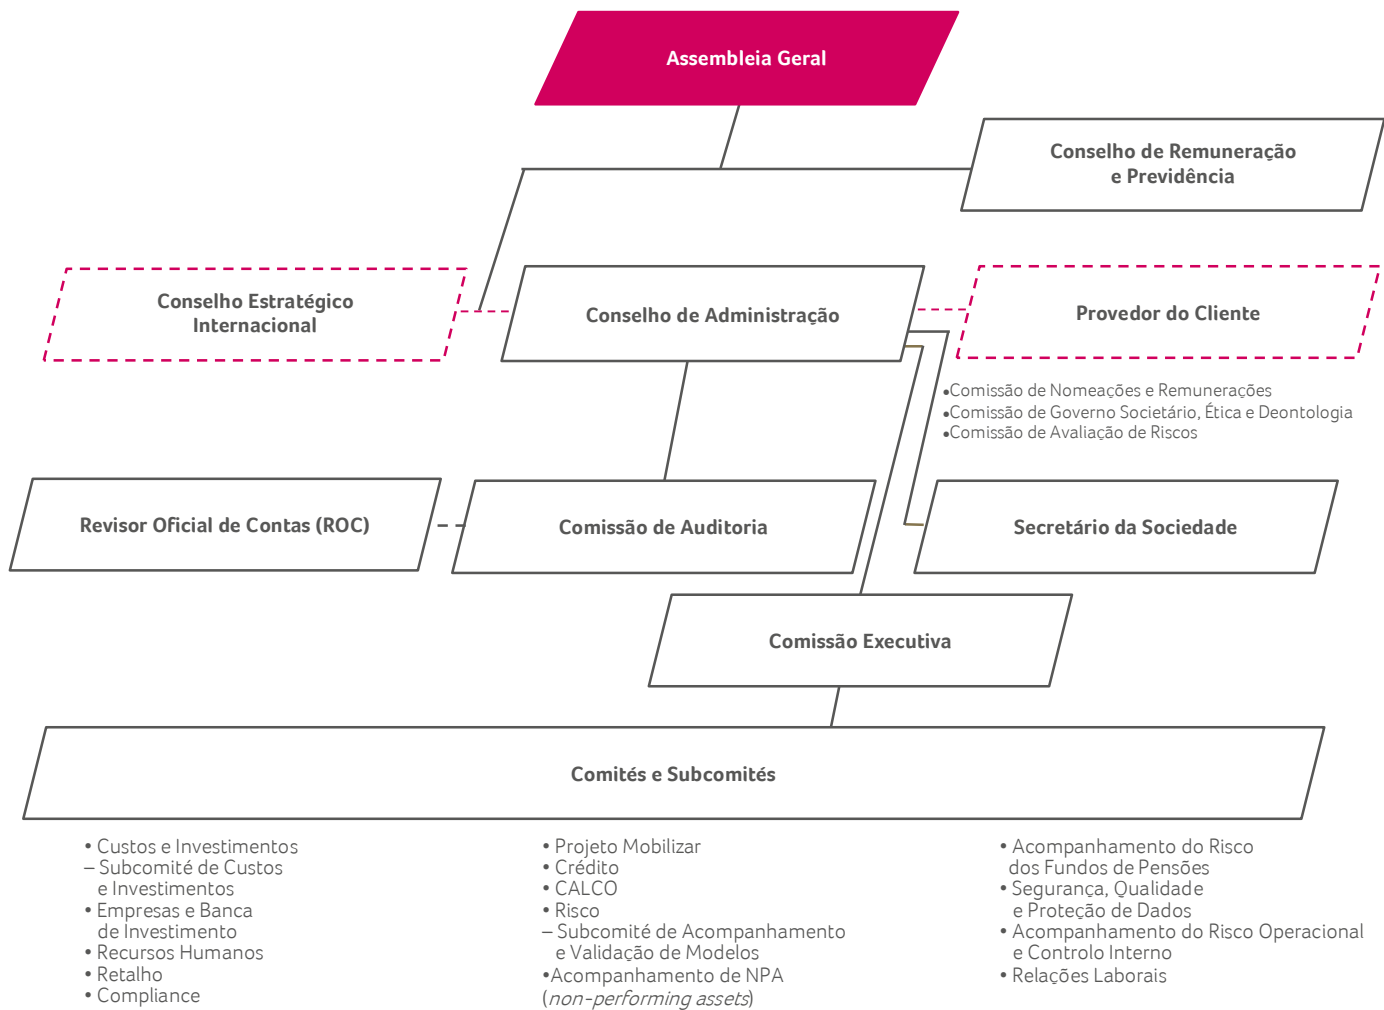 Assembleia Geral
Conselho de Remuneração
e Previdência
Conselho Estratégico
Internacional
Conselho de Administração
Provedor do Cliente
•Comissão de Nomeações e Remunerações
•Comissão de Governo Societário, Ética e Deontologia
•Comissão de Avaliação de Riscos
Revisor Oficial de Contas (ROC)
Comissão de Auditoria
Secretário da Sociedade
Comissão Executiva
Comités e Subcomités
• Custos e Investimentos
– Subcomité de Custos
e Investimentos
• Empresas e Banca
de Investimento
• Recursos Humanos
• Retalho
• Compliance
• Projeto Mobilizar
• Crédito
• CALCO
• Risco
– Subcomité de Acompanhamento
e Validação de Modelos
•Acompanhamento de NPA
(non-performing assets)
• Acompanhamento do Risco
dos Fundos de Pensões
• Segurança, Qualidade
e Proteção de Dados
• Acompanhamento do Risco Operacional
e Controlo Interno
• Relações Laborais